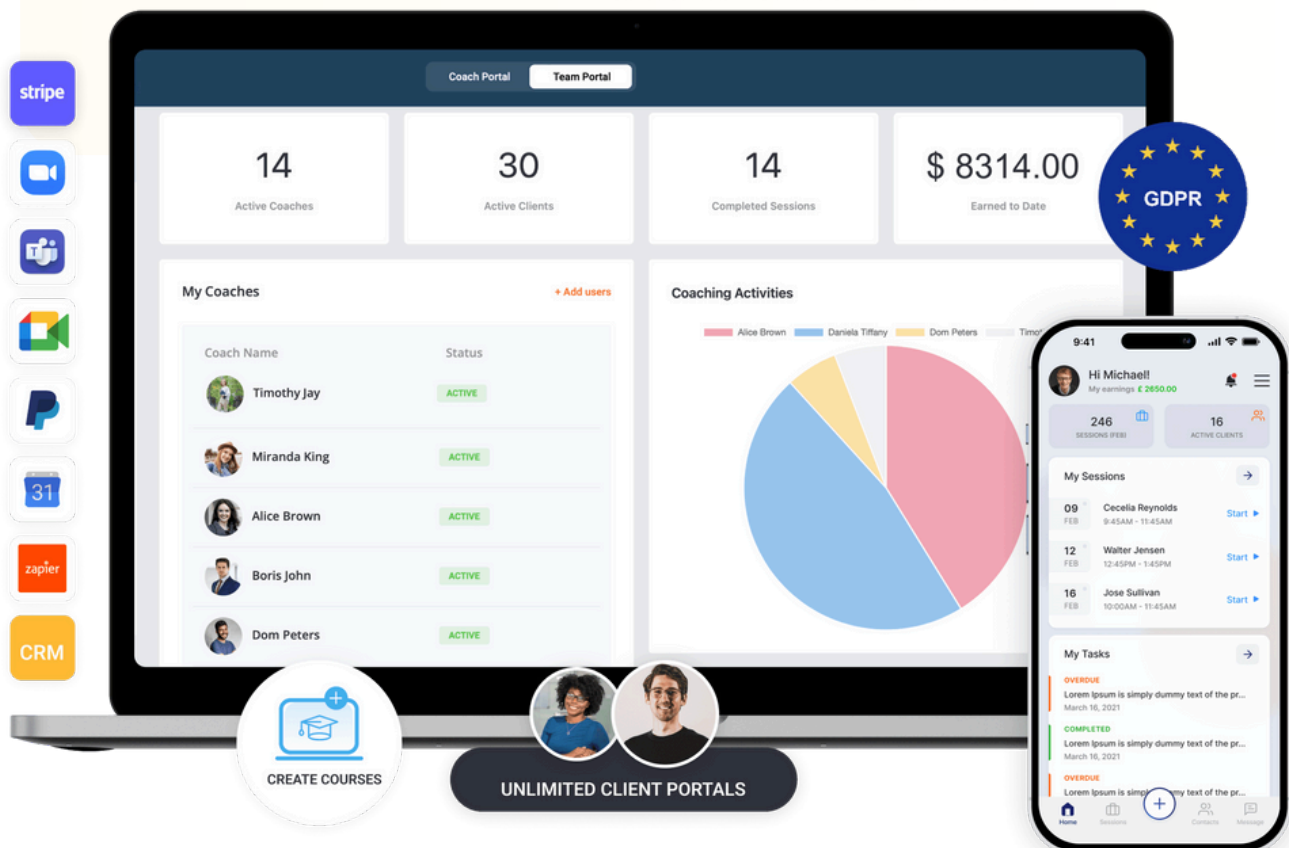 stripe
31
zapier
CRM
Coach Portal
Team Portal
14
Active Coaches
30
Active Clients
14
Completed Sessions
$ 8314.00
Earned to Date
GDPR
My Coaches
+ Add users
Coach Name
Status
Timothy Jay
ACTIVE
Miranda King
ACTIVE
Alice Brown
ACTIVE
Boris John
ACTIVE
Dom Peters
ACTIVE
Coaching Activities
Alice Brown
Daniela Tiffany
Dom Peters
CREATE COURSES
UNLIMITED CLIENT PORTALS
9:41
Hi Michael!
My earnings £ 2650.00
246
SESSIONS (FEB)
16
ACTIVE CLIENTS
My Sessions
09
FEB
Cecelia Reynolds
9:45AM - 11:45AM
Start
12
FEB
Walter Jensen
12:45PM - 1:45PM
Start
16
FEB
Jose Sullivan
10:00AM - 11:45AM
Start
My Tasks
OVERDUE
Lorem Ipsum is simply dummy text of the pr...
March 16, 2021
COMPLETED
Lorem Ipsum is simply dummy text of the pr...
March 16, 2021
OVERDUE
Lorem Ipsum is simply dummy text of the pr...
Home
Sessions
Contacts
Message